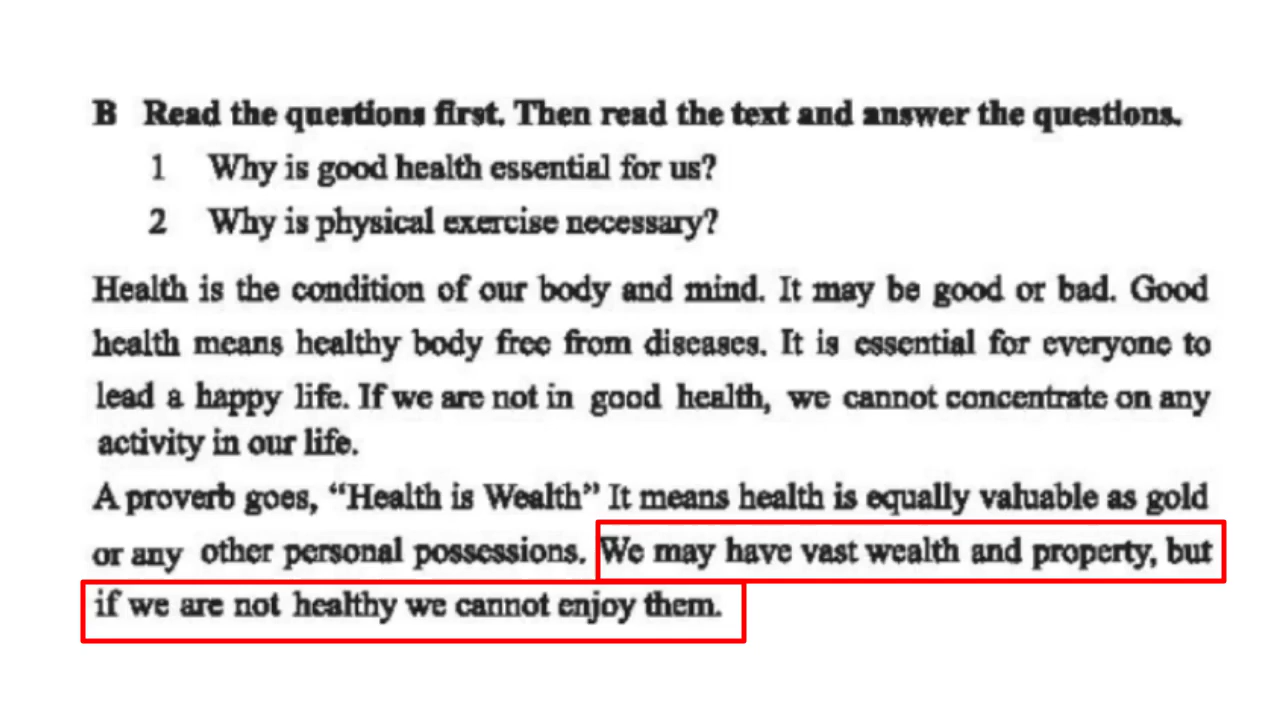 B Read the questions first. Then read the text and answer the questions.
1 Why is good health essential for us?
2 Why is physical exercise necessary?
Health is the condition of our body and mind. It may be good or bad. Good
health means healthy body free from diseases. It is essential for everyone to
lead a happy life. If we are not in good health, we cannot concentrate on any
activity in our life.
A proverb goes, “Health is Wealth” It means health is equally valuable as gold
or any other personal possessions. We may have vast wealth and property, but
if we are not healthy we cannot enjoy them.